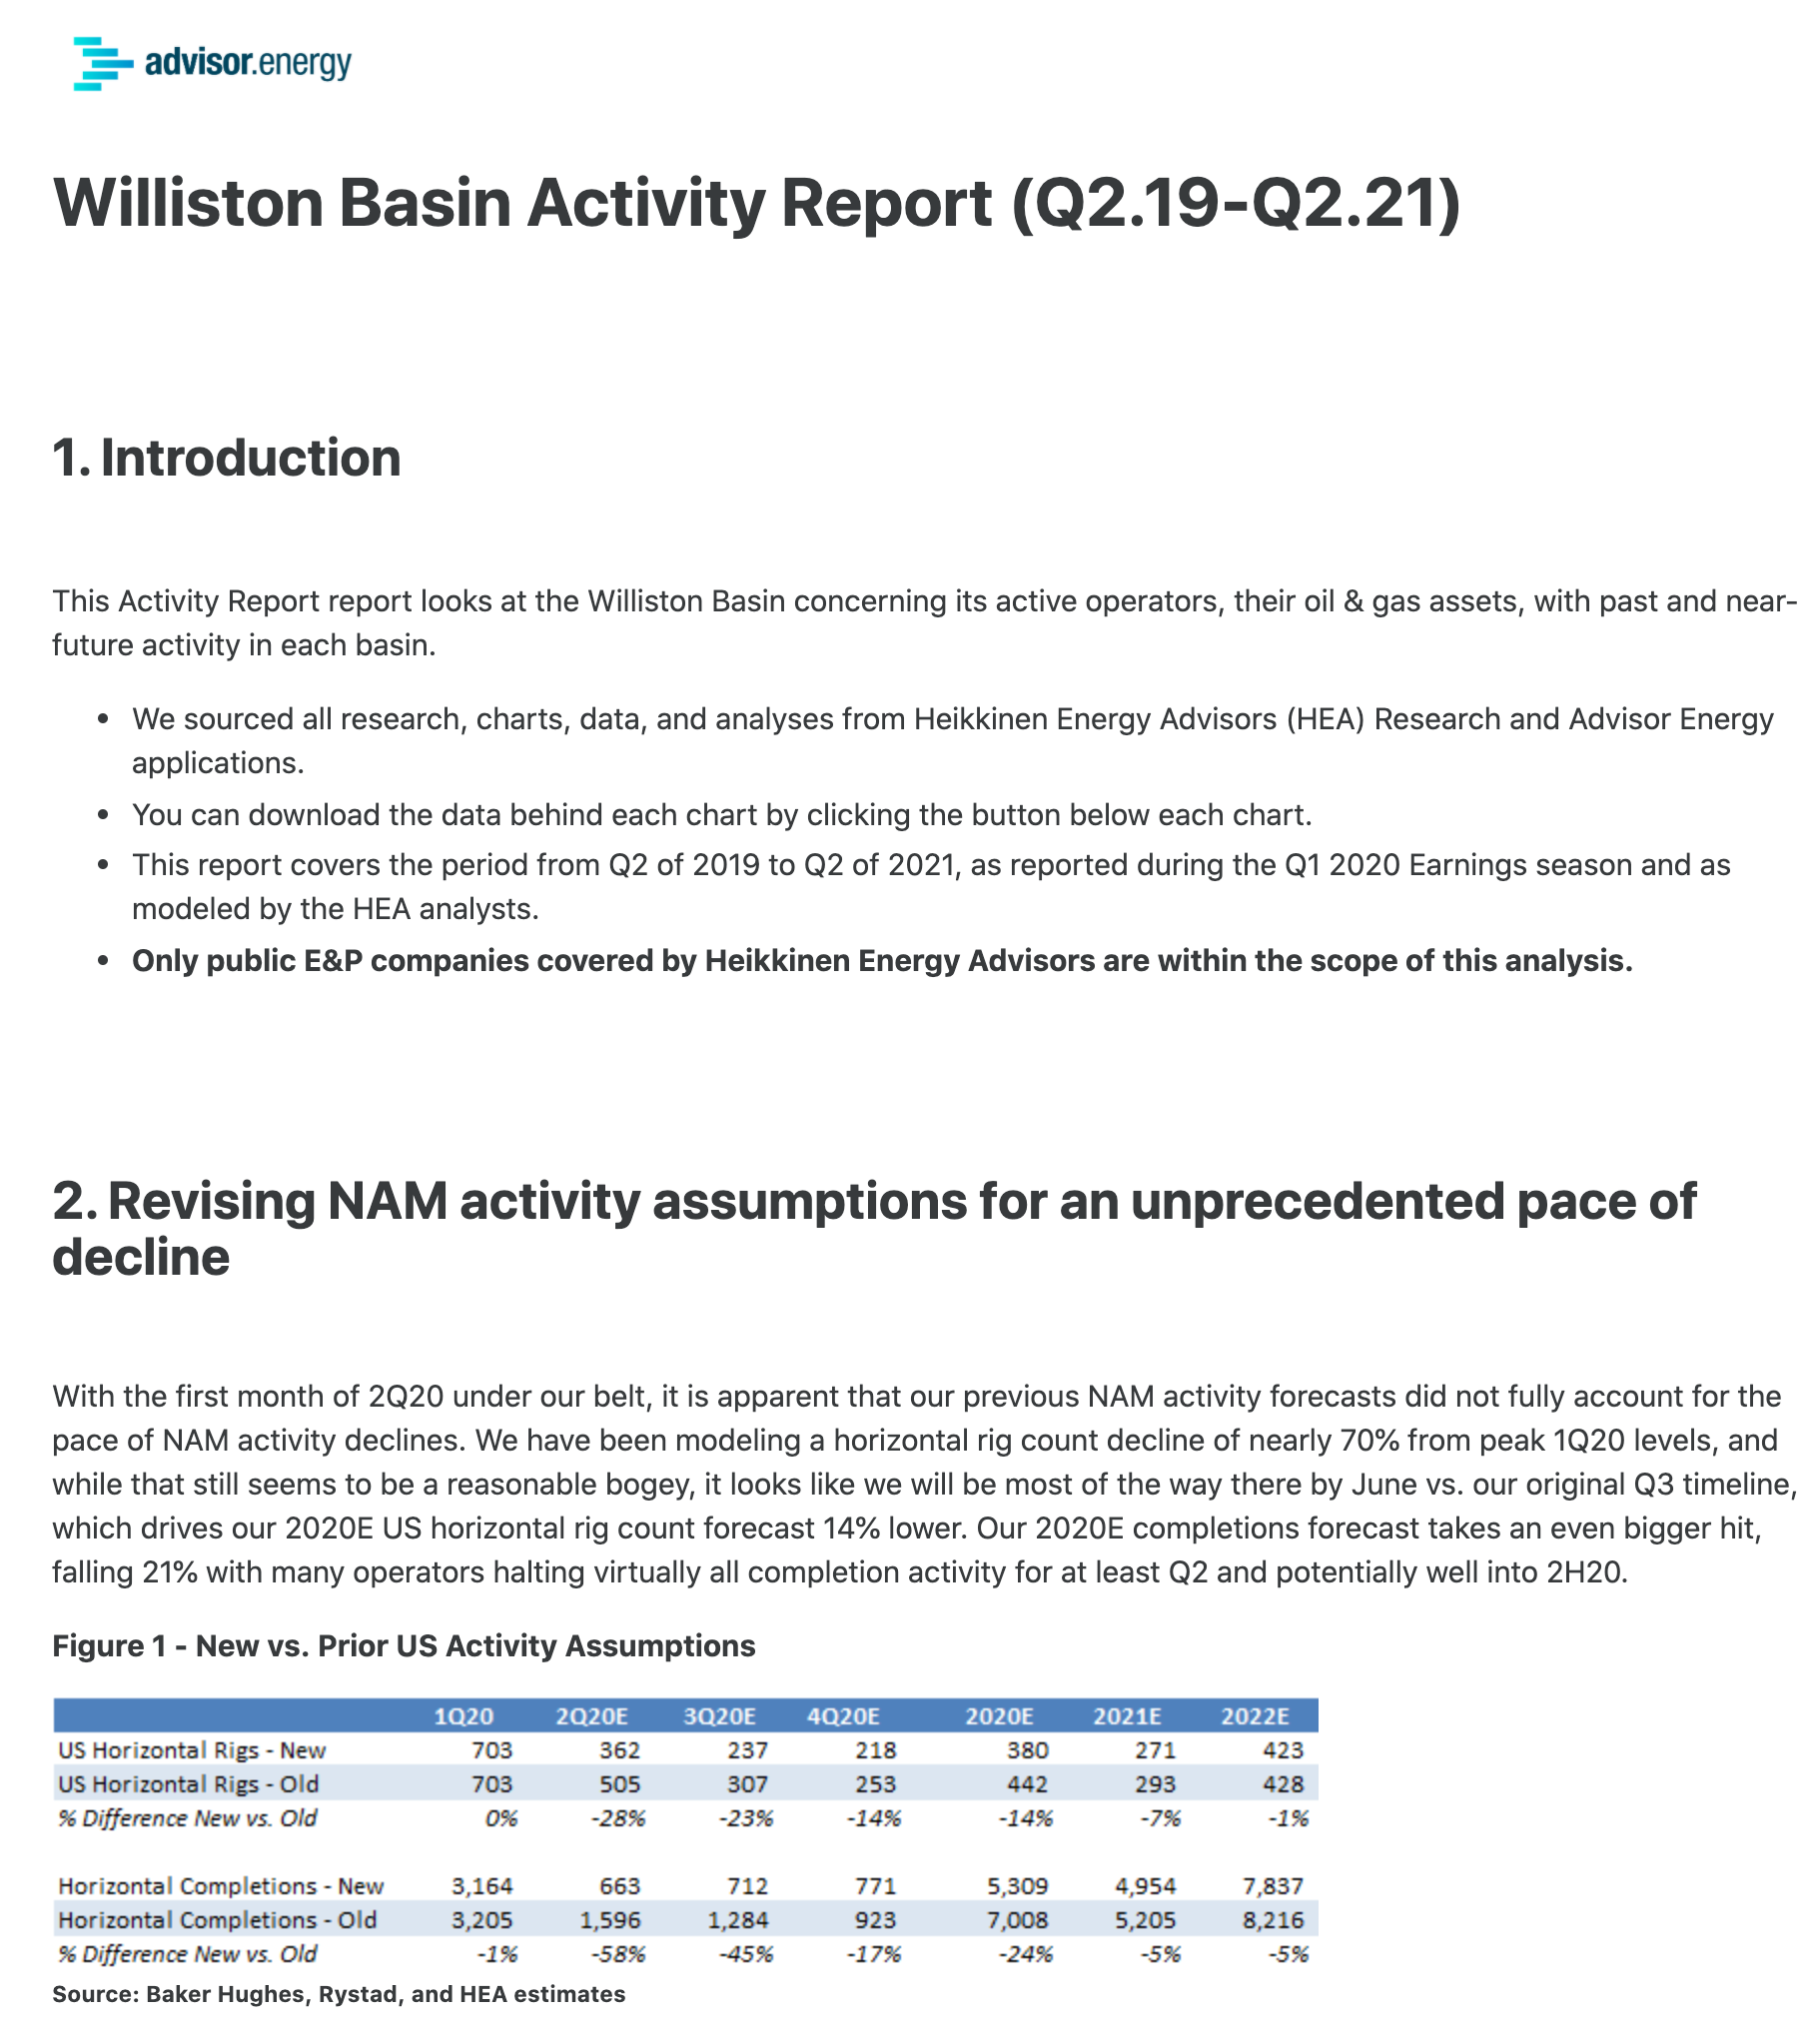 advisor.energy
Williston Basin Activity Report (Q2.19-Q2.21)
1. Introduction
This Activity Report report looks at the Williston Basin concerning its active operators, their oil & gas assets, with past and near-
future activity in each basin.
• We sourced all research, charts, data, and analyses from Heikkinen Energy Advisors (HEA) Research and Advisor Energy
applications.
• You can download the data behind each chart by clicking the button below each chart.
• This report covers the period from Q2 of 2019 to Q2 of 2021, as reported during the Q1 2020 Earnings season and as
modeled by the HEA analysts.
• Only public E&P companies covered by Heikkinen Energy Advisors are within the scope of this analysis.
2. Revising NAM activity assumptions for an unprecedented pace of
decline
With the first month of 2Q20 under our belt, it is apparent that our previous NAM activity forecasts did not fully account for the
pace of NAM activity declines. We have been modeling a horizontal rig count decline of nearly 70% from peak 1Q20 levels, and
while that still seems to be a reasonable bogey, it looks like we will be most of the way there by June vs. our original Q3 timeline,
which drives our 2020E US horizontal rig count forecast 14% lower. Our 2020E completions forecast takes an even bigger hit,
falling 21% with many operators halting virtually all completion activity for at least Q2 and potentially well into 2H20.
Figure 1 - New vs. Prior US Activity Assumptions
1Q20 2Q20E 3Q20E 4Q20E 2020E 2021E 2022E
US Horizontal Rigs - New 703 362 237 218 380 271 423
US Horizontal Rigs - Old 703 505 307 253 442 293 428
% Difference New vs. Old 0% -28% -23% -14% -14% -7% -1%
Horizontal Completions - New 3,164 663 712 771 5,309 4,954 7,837
Horizontal Completions - Old 3,205 1,596 1,284 923 7,008 5,205 8,216
% Difference New vs. Old -1% -58% -45% -17% -24% -5% -5%
Source: Baker Hughes, Rystad, and HEA estimates